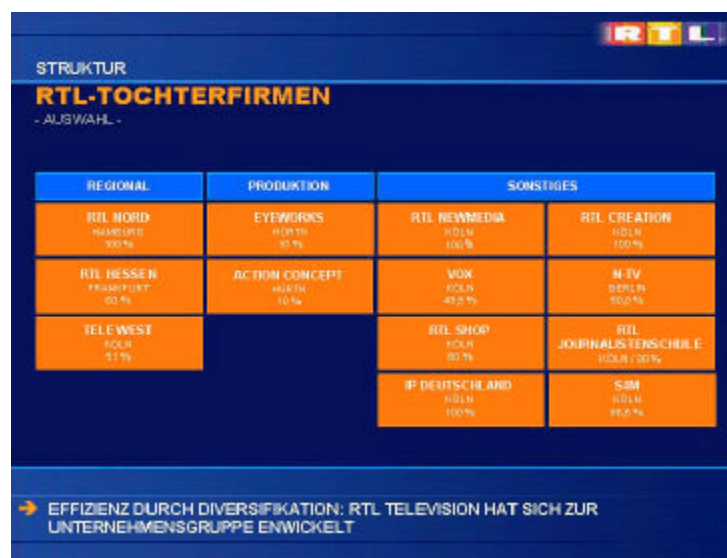 RTL
STRUKTUR
RTL-TOCHTERFIRMEN
- AUSWAHL -
REGIONAL PRODUKTION SONSTIGES
RTL NORD EYEWORKS RTL NEWMEDIA RTL CREATION
HAMBURG HÜRTH KÖLN KÖLN
100 % 100 % 100 %
RTL HESSEN ACTION CONCEPT VOX N-TV
FRANKFURT HÜRTH KÖLN BERLIN
10 %
TELE WEST RTL SHOP RTL
KÖLN KÖLN JOURNALISTENSCHULE
KÖLN
IP DEUTSCHLAND S4M
KÖLN KÖLN
100 %
EFFIZIENZ DURCH DIVERSIFIKATION: RTL TELEVISION HAT SICH ZUR
UNTERNEHMENSGRUPPE ENWICKELT